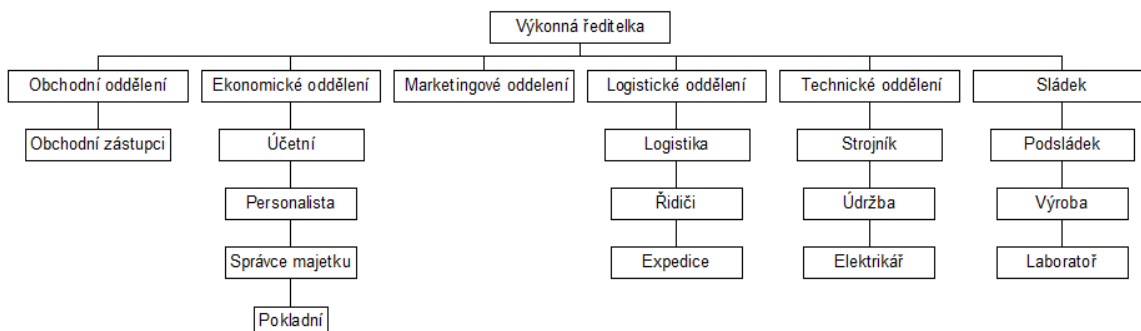 Výkonná ředitelka
Obchodní oddělení
Ekonomické oddělení
Marketingové oddelení
Logistické oddělení
Technické oddělení
Sládek
Obchodní zástupci
Účetní
Logistika
Strojník
Podsládek
Personalista
Řidiči
Údržba
Výroba
Správce majetku
Expedice
Elektrikář
Laboratoř
Pokladní